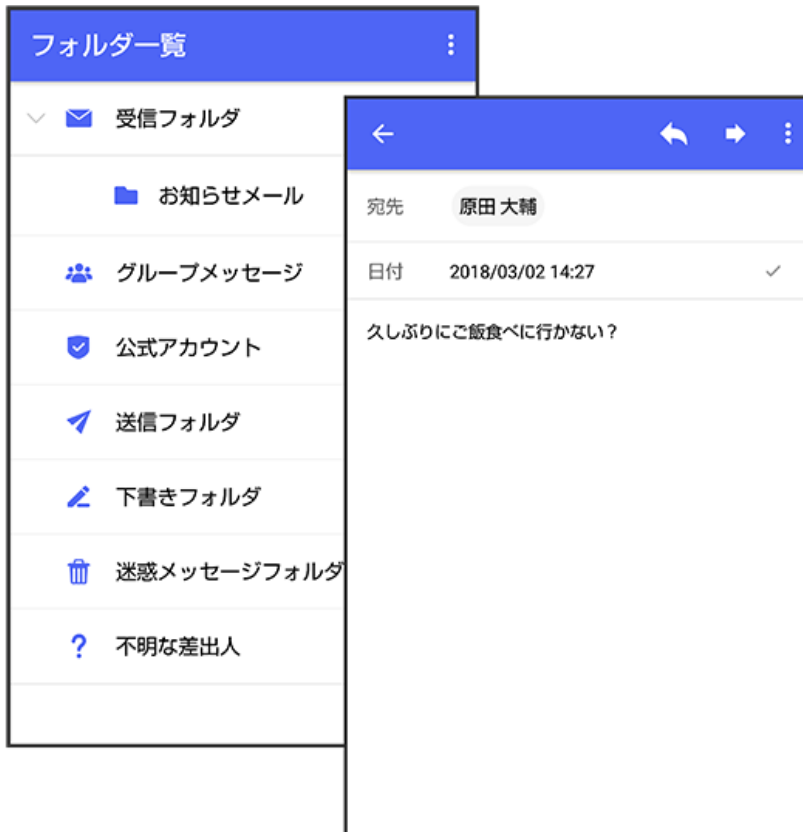 フォルダ一覧
受信フォルダ
お知らせメール
グループメッセージ
公式アカウント
送信フォルダ
下書きフォルダ
迷惑メッセージフォルダ
不明な差出人
宛先 原田 大輔
日付 2018/03/02 14:27
久しぶりにご飯食べに行かない？